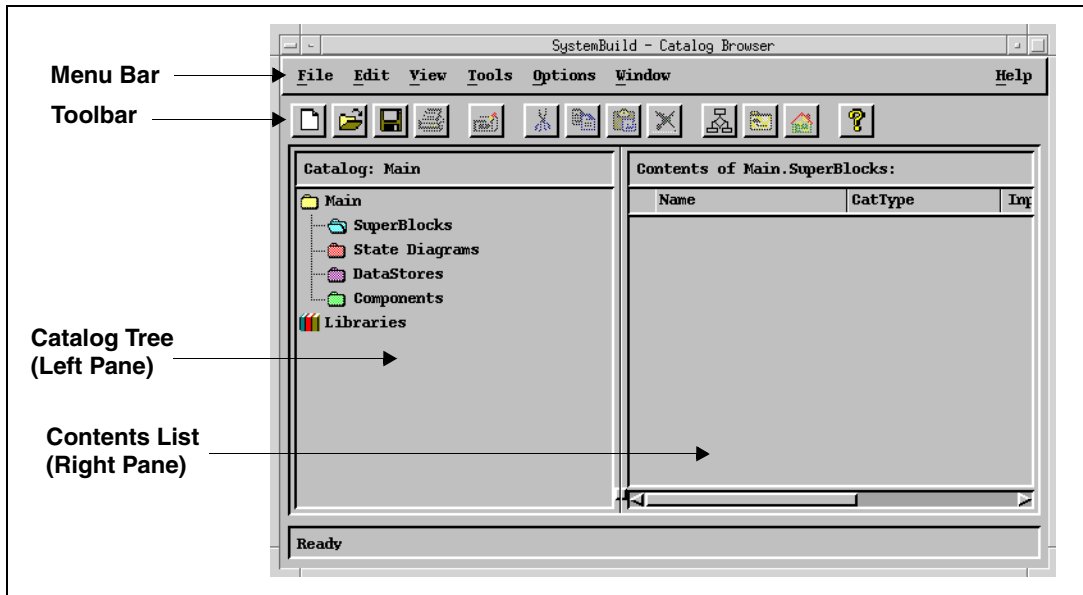 SystemBuild - Catalog Browser
Menu Bar
File Edit View Tools Options Window Help
Toolbar
Catalog: Main
Contents of Main.SuperBlocks:
Main
Name CatType Inp
SuperBlocks
State Diagrams
DataStores
Components
Libraries
Catalog Tree
(Left Pane)
Contents List
(Right Pane)
Ready